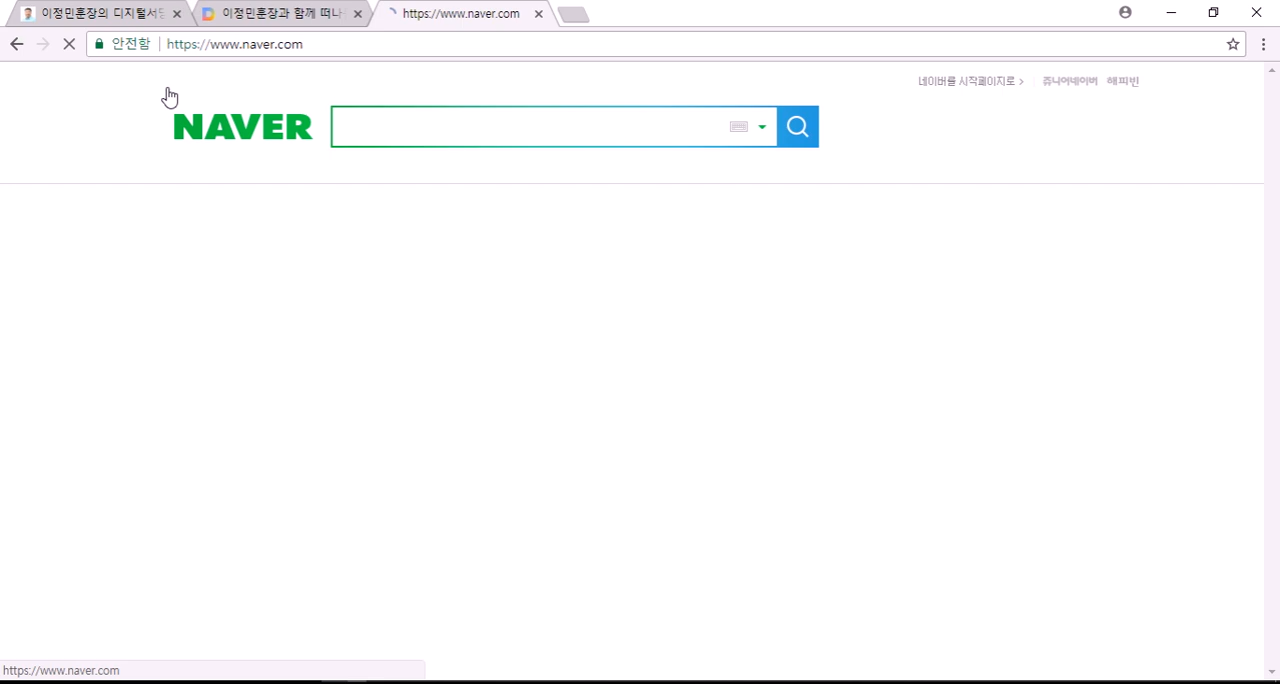 이정민훈장의 디지털서당
이정민훈장과 함께 떠나
https://www.naver.com
안전함 https://www.naver.com
네이버를 시작페이지로 > 쥬니어네이버 해피빈
NAVER
https://www.naver.com